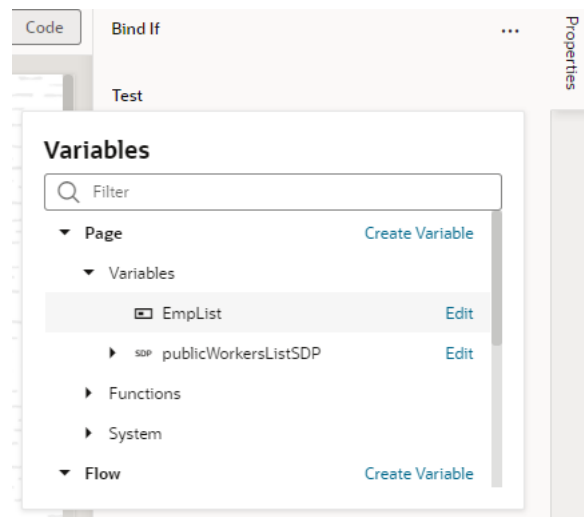 Code
Bind If
...
Properties
Test
Variables
Filter
Page Create Variable
Variables
EmpList Edit
SDP publicWorkersListSDP Edit
Functions
System
Flow Create Variable